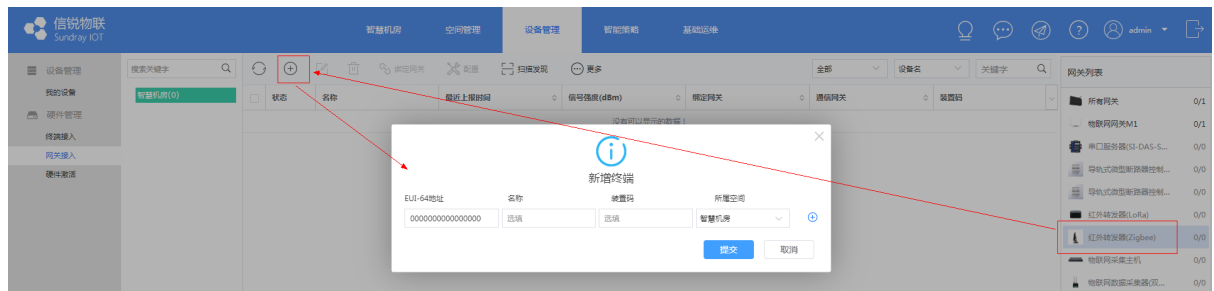 信锐物联
Sundray IOT
智慧机房 空间管理 设备管理 智能策略 基础运维
admin
设备管理
我的设备
硬件管理
终端接入
网关接入
硬件激活
搜索关键字
智慧机房(0)
绑定网关 配置 扫描发现 更多
全部 设备名 关键字
状态 名称 最近上报时间 信号强度(dBm) 绑定网关 通信网关 装置码
没有可以显示的数据！
新增终端
EUI-64地址 名称 装置码 所属空间
0000000000000000 选填 选填 智慧机房
提交 取消
网关列表
所有网关 0/1
物联网网关M1 0/1
串口服务器(SI-DAS-S... 0/0
导轨式微型断路器控制... 0/0
导轨式微型断路器控制... 0/0
红外转发器(LoRa) 0/0
红外转发器(Zigbee) 0/0
物联网采集主机 0/0
物联网数据采集器(双... 0/0